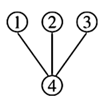 ① ② ③
④